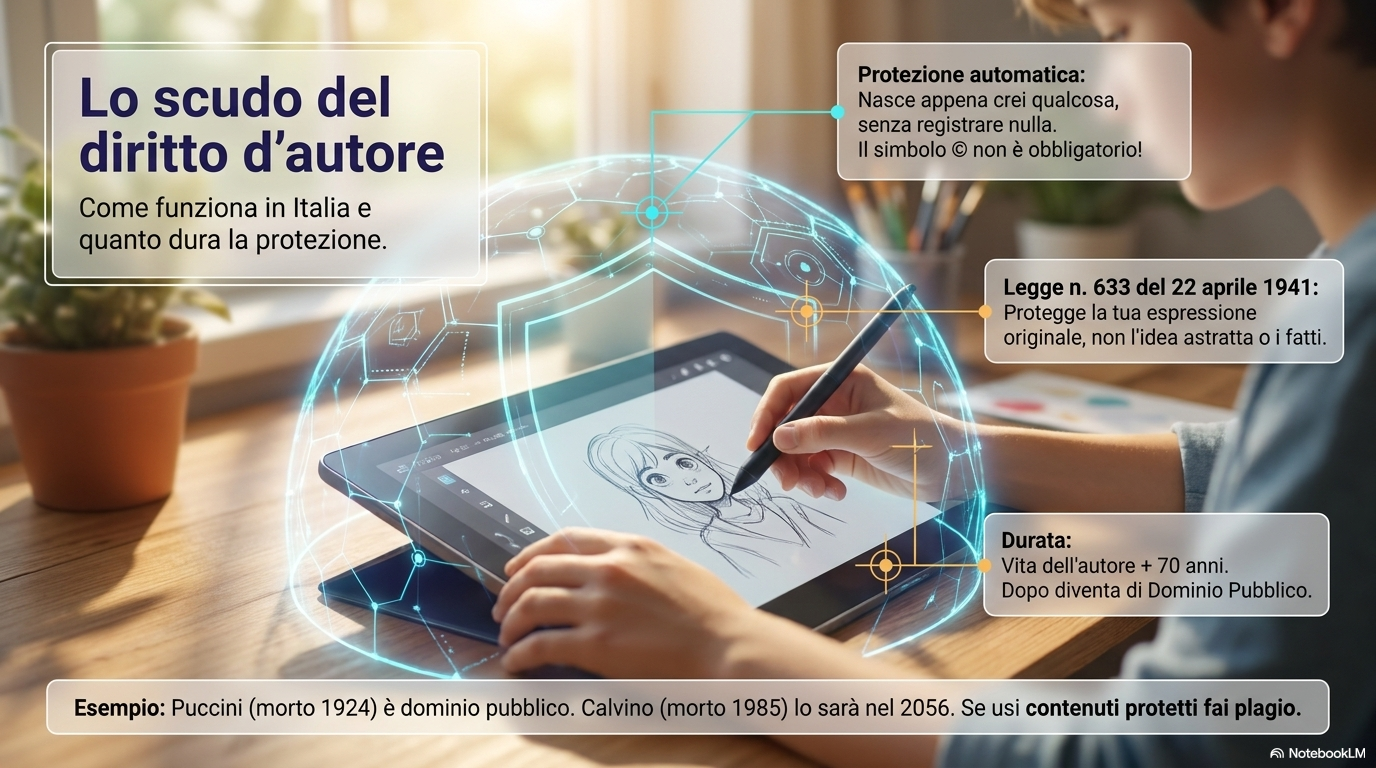 Lo scudo del
diritto d’autore
Come funziona in Italia e
quanto dura la protezione.
Protezione automatica:
Nasce appena crei qualcosa,
senza registrare nulla.
Il simbolo © non è obbligatorio!
Legge n. 633 del 22 aprile 1941:
Protegge la tua espressione
originale, non l'idea astratta o i fatti.
Durata:
Vita dell'autore + 70 anni.
Dopo diventa di Dominio Pubblico.
Esempio: Puccini (morto 1924) è dominio pubblico. Calvino (morto 1985) lo sarà nel 2056. Se usi contenuti protetti fai plagio.
NotebookLM